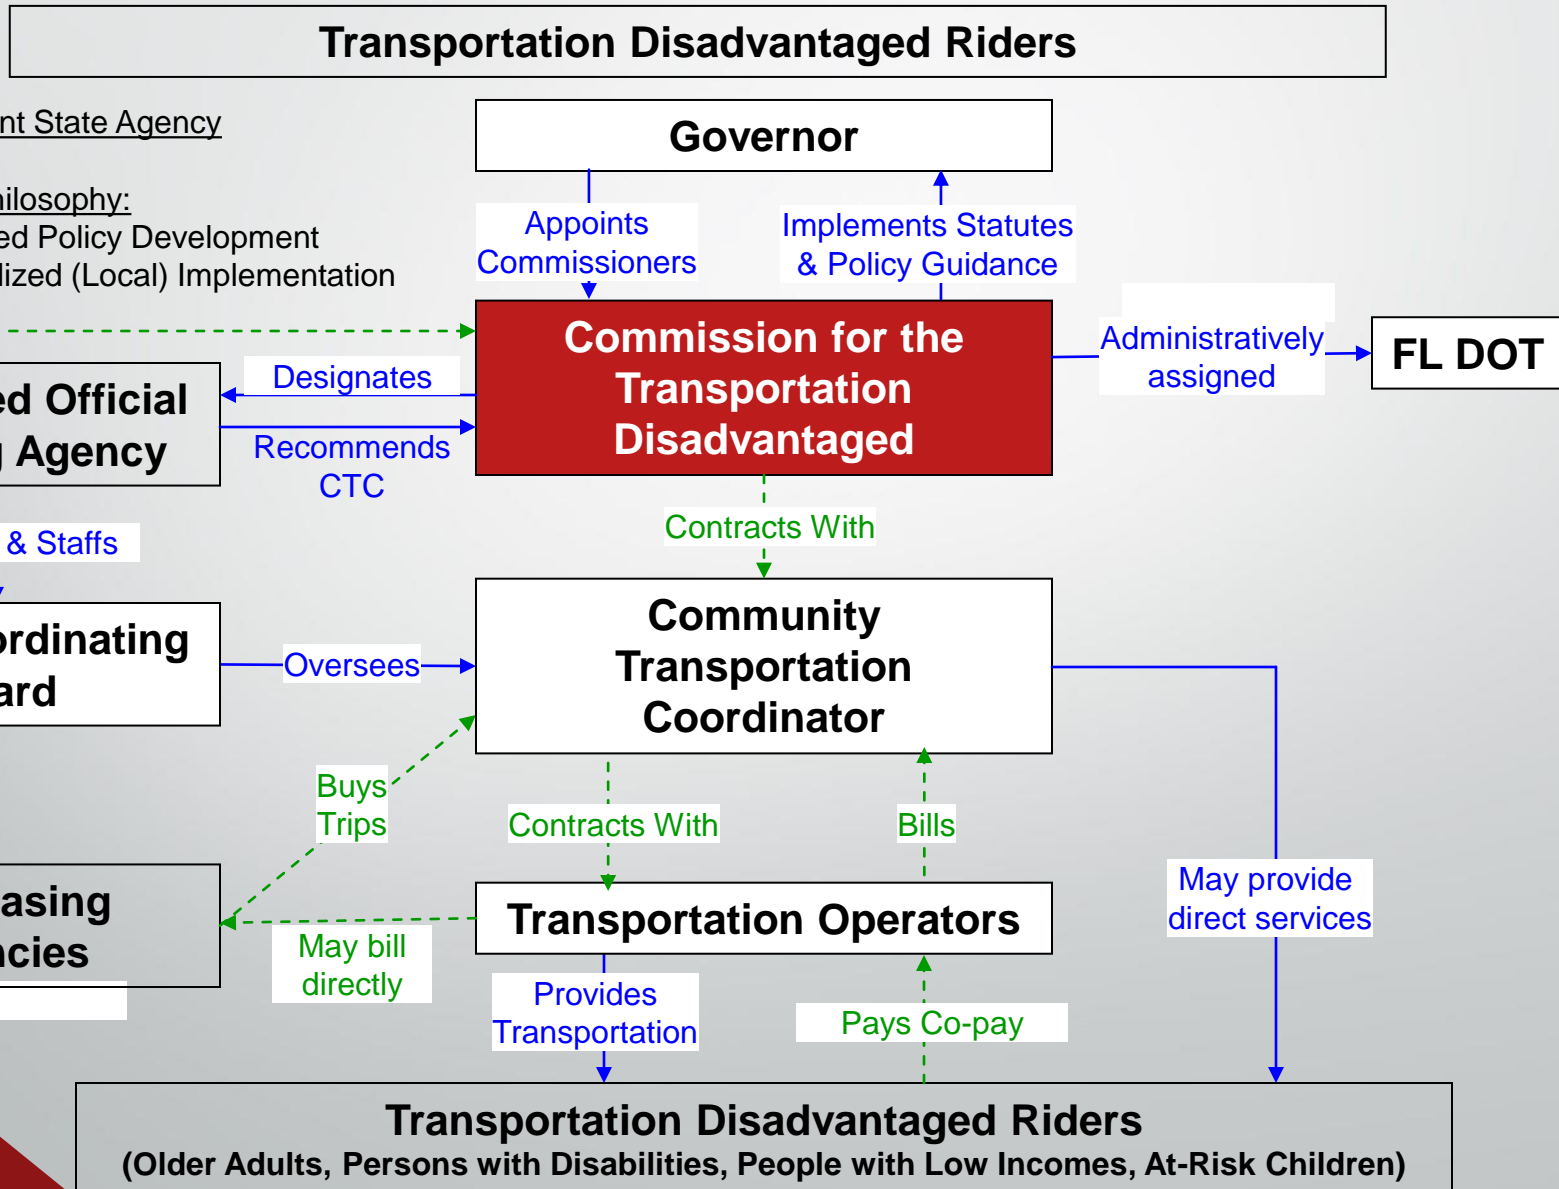 Transportation Disadvantaged Riders
nt State Agency
hilosophy:
ed Policy Development
lized (Local) Implementation
Governor
Appoints
Commissioners
Implements Statutes
& Policy Guidance
Commission for the
Transportation
Disadvantaged
Administratively
assigned
FL DOT
ed Official
g Agency
Designates
Recommends
CTC
& Staffs
Contracts With
ordinating
ard
Oversees
Community
Transportation
Coordinator
Buys
Trips
Contracts With
Bills
May provide
direct services
asing
ncies
May bill
directly
Transportation Operators
Provides
Transportation
Pays Co-pay
Transportation Disadvantaged Riders
(Older Adults, Persons with Disabilities, People with Low Incomes, At-Risk Children)